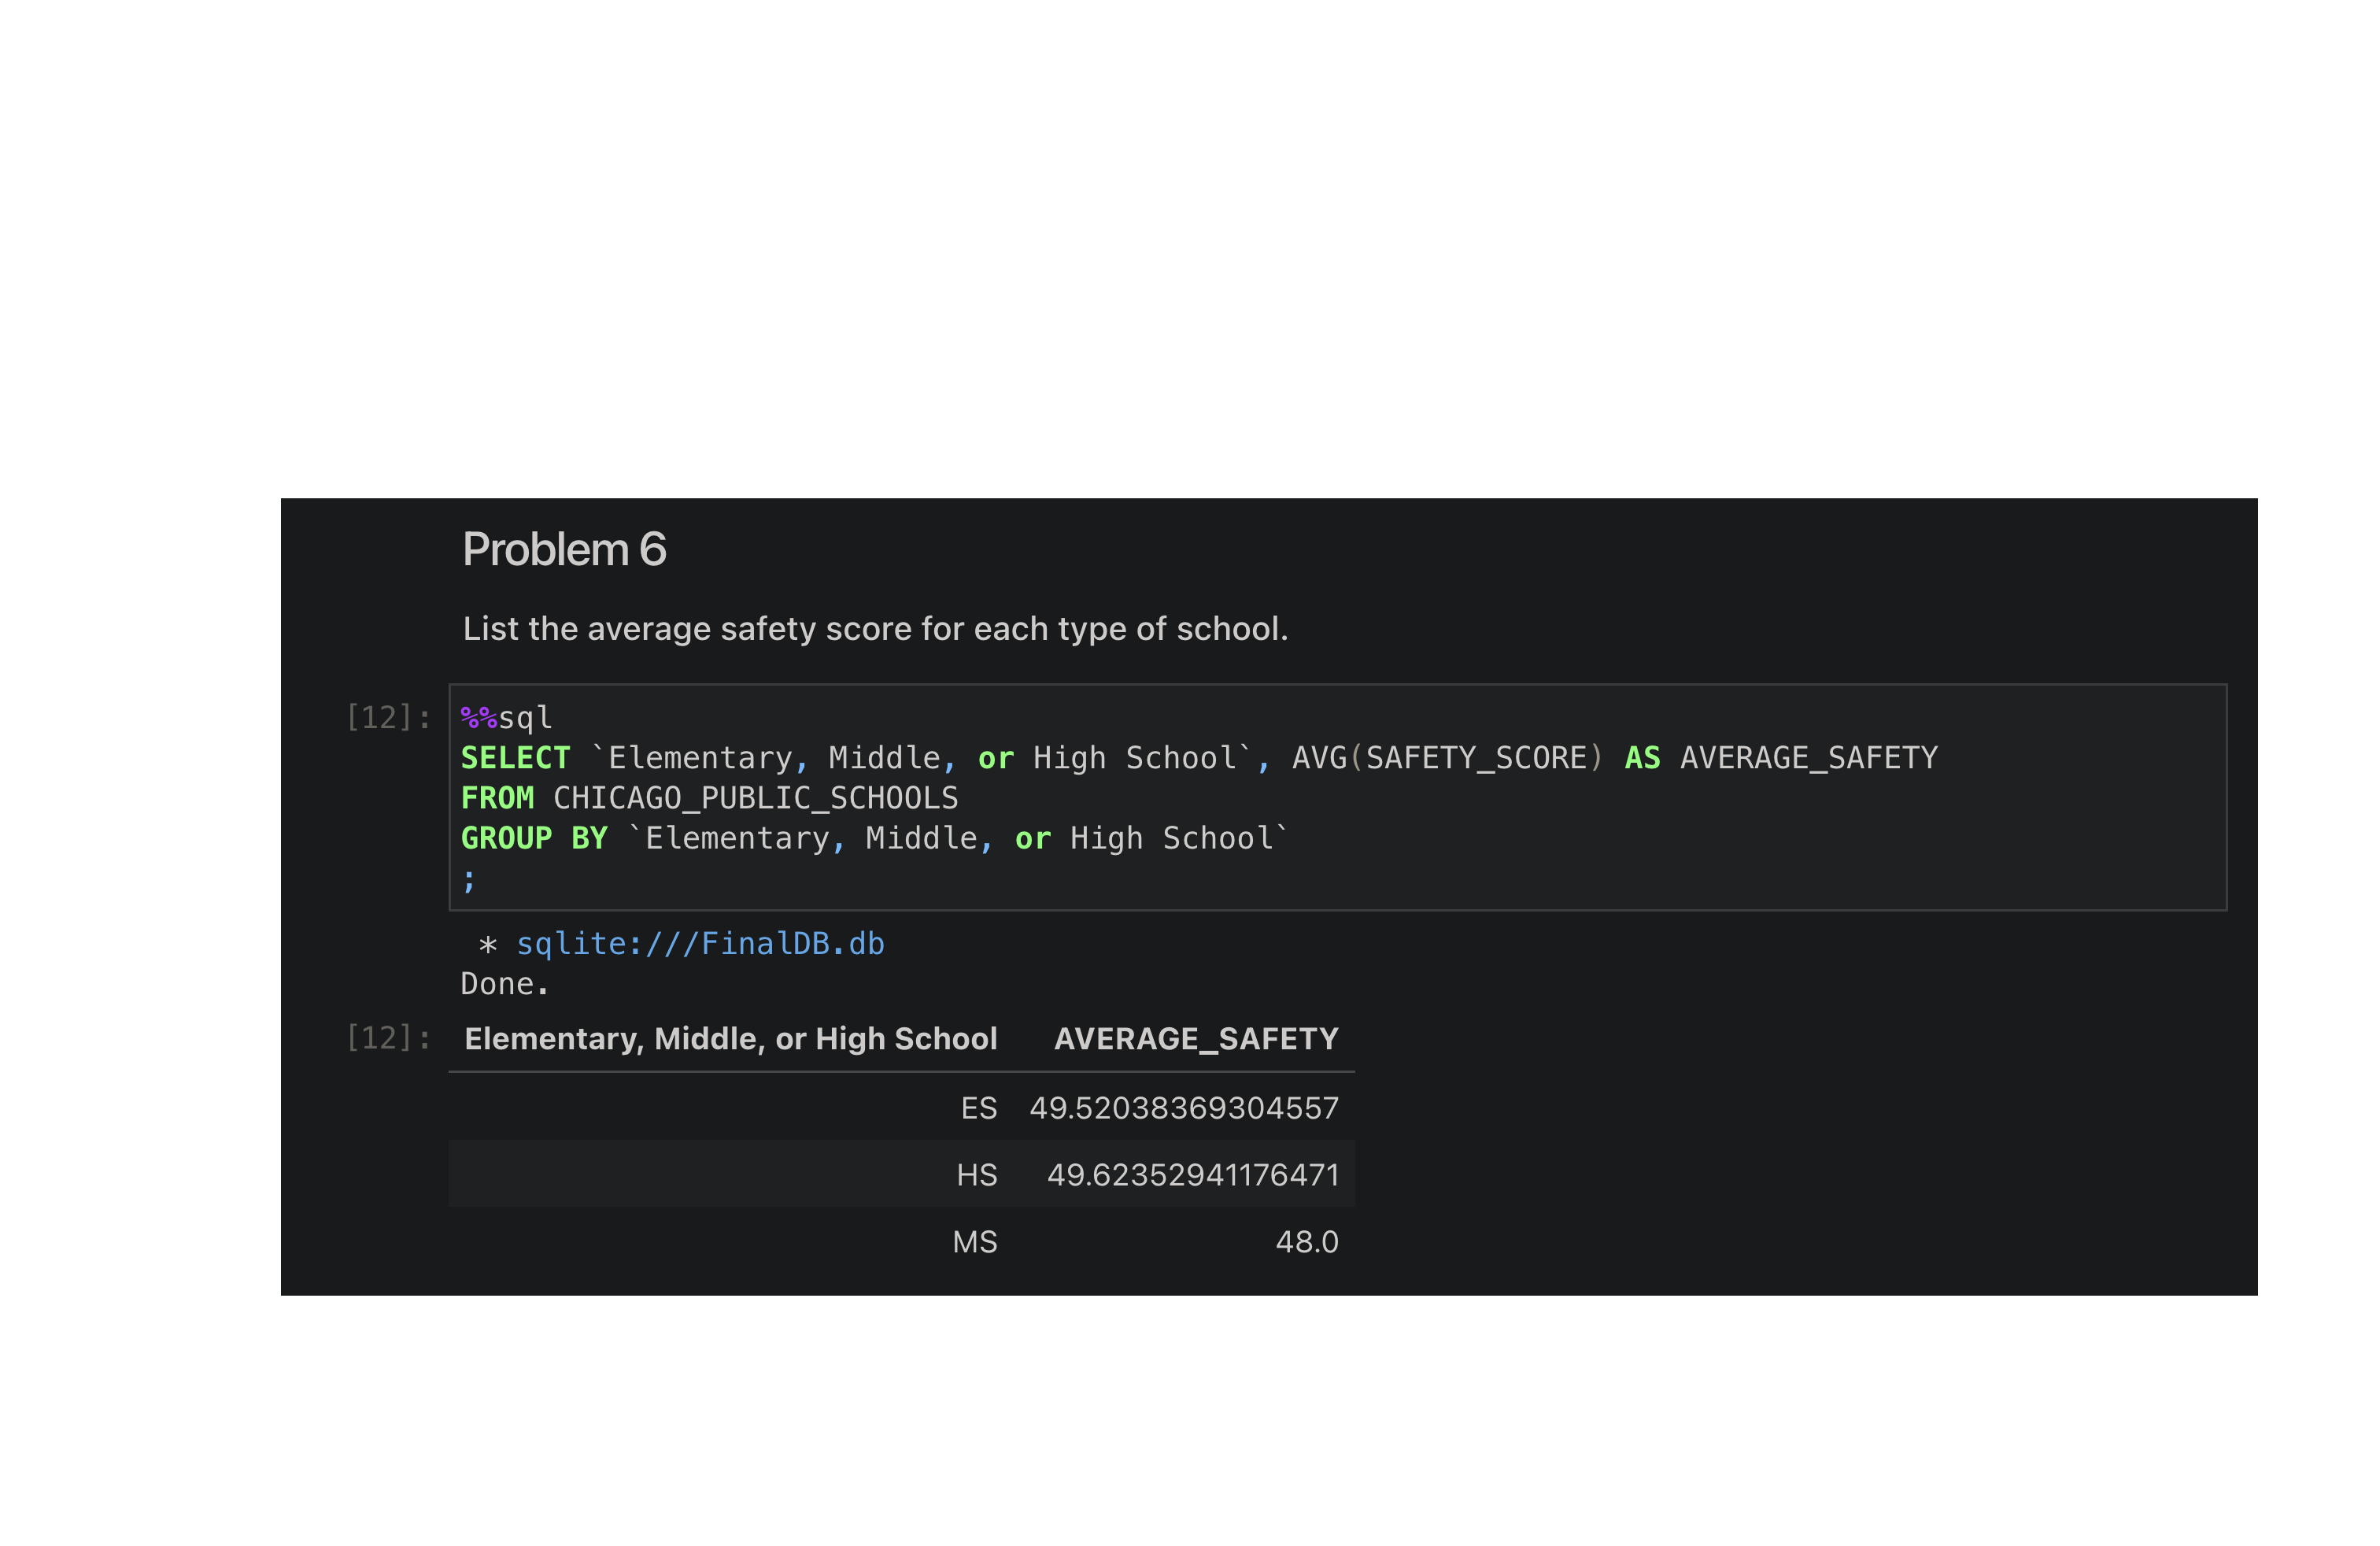 Problem 6
List the average safety score for each type of school.
[12]: %%sql
SELECT `Elementary, Middle, or High School`, AVG(SAFETY_SCORE) AS AVERAGE_SAFETY
FROM CHICAGO_PUBLIC_SCHOOLS
GROUP BY `Elementary, Middle, or High School`
;
* sqlite:///FinalDB.db
Done.
[12]: Elementary, Middle, or High School AVERAGE_SAFETY
ES 49.52038369304557
HS 49.62352941176471
MS 48.0